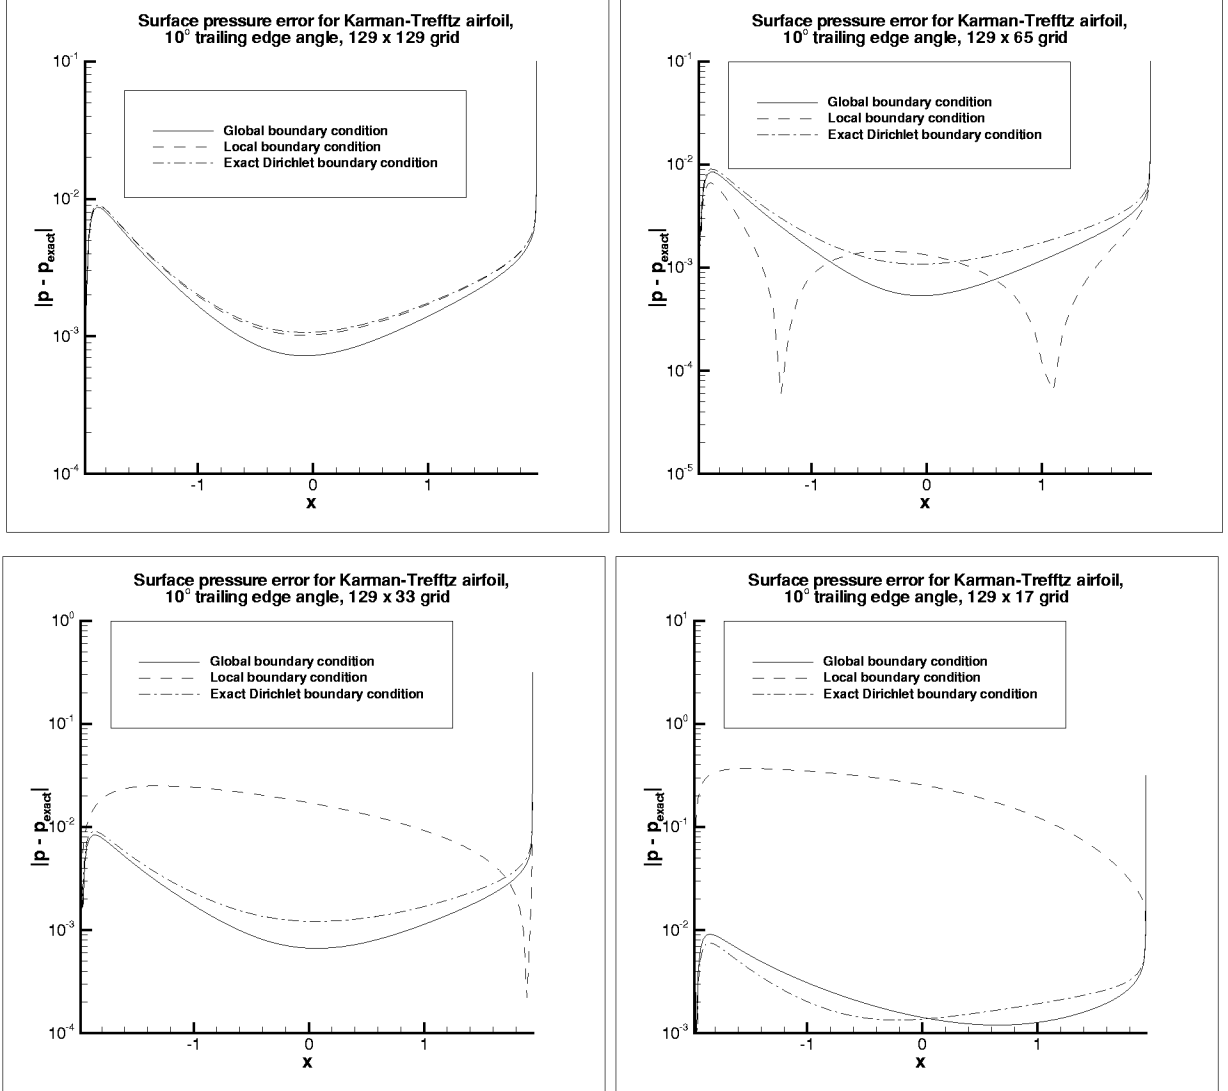 Surface pressure error for Karman-Trefftz airfoil,
10° trailing edge angle, 129 x 129 grid
10⁻¹
Global boundary condition
Local boundary condition
Exact Dirichlet boundary condition
10⁻²
|p - p_exact|
10⁻³
10⁻⁴
-1 0 1
x
Surface pressure error for Karman-Trefftz airfoil,
10° trailing edge angle, 129 x 65 grid
10⁻¹
Global boundary condition
Local boundary condition
Exact Dirichlet boundary condition
10⁻²
|p - p_exact|
10⁻³
10⁻⁴
10⁻⁵
-1 0 1
x
Surface pressure error for Karman-Trefftz airfoil,
10° trailing edge angle, 129 x 33 grid
10⁰
Global boundary condition
Local boundary condition
Exact Dirichlet boundary condition
10⁻¹
|p - p_exact|
10⁻²
10⁻³
10⁻⁴
-1 0 1
x
Surface pressure error for Karman-Trefftz airfoil,
10° trailing edge angle, 129 x 17 grid
10¹
Global boundary condition
Local boundary condition
Exact Dirichlet boundary condition
10⁰
|p - p_exact|
10⁻¹
10⁻²
10⁻³
-1 0 1
x